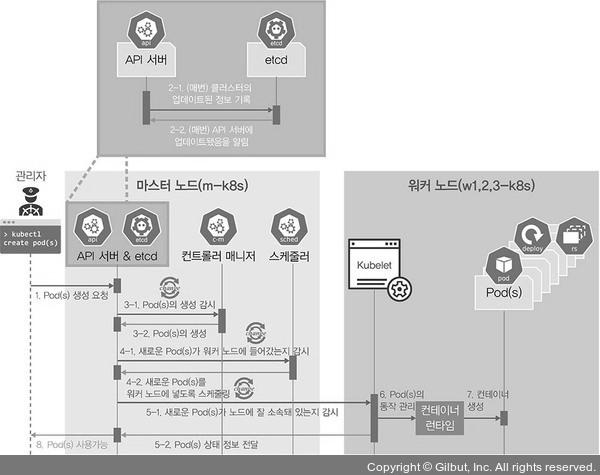 api
etcd
API 서버
etcd
2-1. (매번) 클러스터의
업데이트된 정보 기록
2-2. (매번) API 서버에
업데이트됐음을 알림
관리자
마스터 노드(m-k8s)
워커 노드(w1,2,3-k8s)
> kubectl
create pod(s)
api
etcd
c-m
sched
deploy
rs
API 서버 & etcd
컨트롤러 매니저
스케줄러
Kubelet
pod
Pod(s)
1. Pod(s) 생성 요청
change
3-1. Pod(s)의 생성 감시
3-2. Pod(s)의 생성
change
4-1. 새로운 Pod(s)가 워커 노드에 들어갔는지 감시
4-2. 새로운 Pod(s)를
워커 노드에 넣도록 스케줄링
change
5-1. 새로운 Pod(s)가 노드에 잘 소속돼 있는지 감시
6. Pod(s)의
동작 관리
컨테이너
런타임
7. 컨테이너
생성
8. Pod(s) 사용가능
5-2. Pod(s) 상태 정보 전달
Copyright © Gilbut, Inc. All rights reserved.